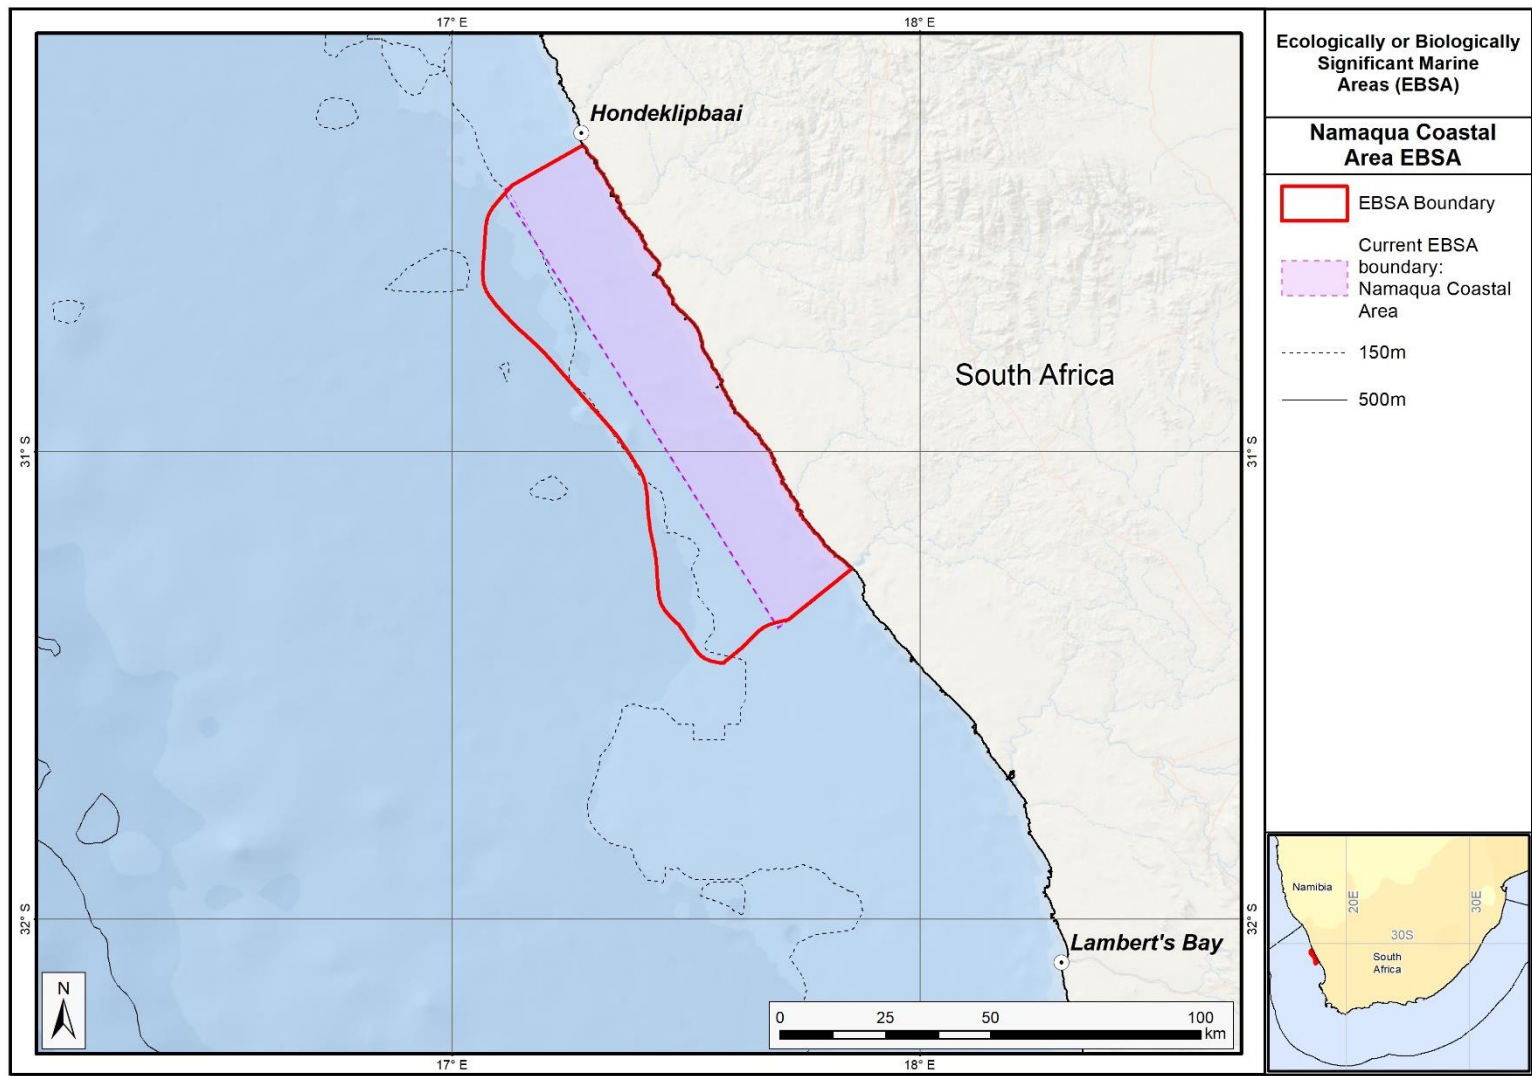 17° E
18° E
Hondeklipbaai
South Africa
31° S
31° S
32° S
32° S
Lambert's Bay
N
0 25 50 100
km
17° E
18° E
Ecologically or Biologically
Significant Marine
Areas (EBSA)
Namaqua Coastal
Area EBSA
EBSA Boundary
Current EBSA
boundary:
Namaqua Coastal
Area
150m
500m
Namibia
20E
30E
30S
South
Africa